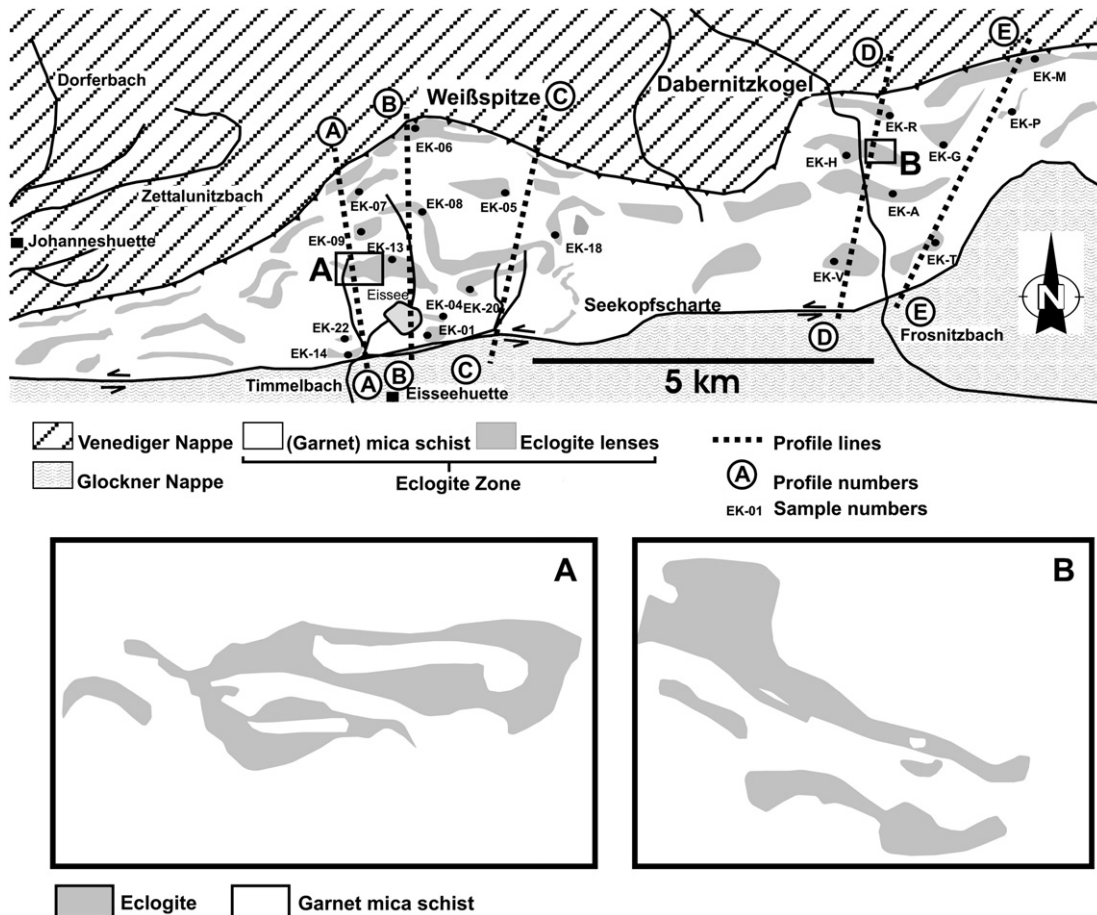 E
D
Dorferbach
Dabernitzkogel
EK-M
B
Weißspitze
C
A
EK-R
EK-P
EK-06
EK-H
B
EK-G
Zettalunitzbach
EK-07
EK-08
EK-05
EK-A
EK-09
EK-13
EK-18
Johanneshuette
A
EK-V
EK-T
Eissee
EK-04
EK-20
Seekopfscharte
N
EK-22
EK-01
E
EK-14
D
Frosnitzbach
Timmelbach
A
B
C
5 km
Eisseehuette
Venediger Nappe
(Garnet) mica schist
Eclogite lenses
Profile lines
Glockner Nappe
Eclogite Zone
A
Profile numbers
EK-01
Sample numbers
A
B
Eclogite
Garnet mica schist